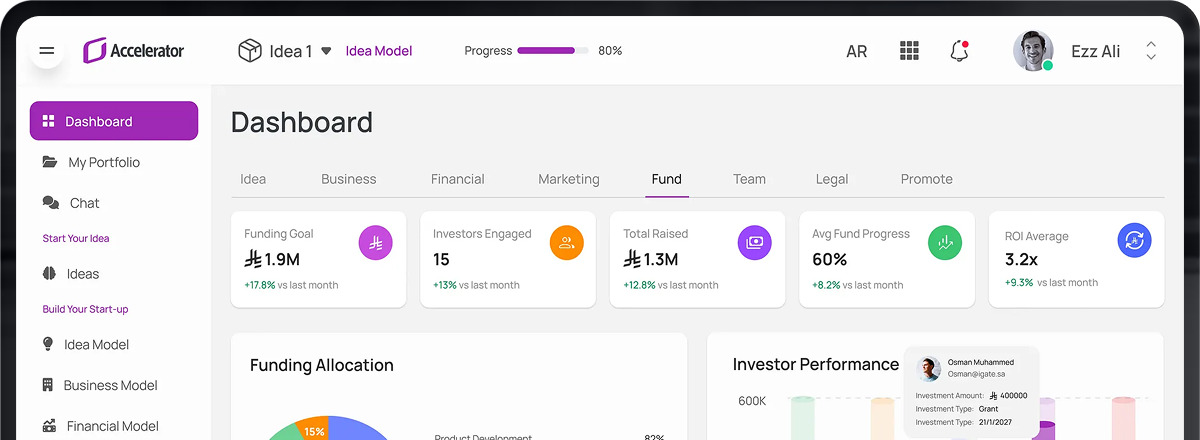 Accelerator
Idea 1
Idea Model
Progress
80%
AR
Ezz Ali
Dashboard
My Portfolio
Chat
Start Your Idea
Ideas
Build Your Start-up
Idea Model
Business Model
Financial Model
Dashboard
Idea
Business
Financial
Marketing
Fund
Team
Legal
Promote
Funding Goal
1.9M
+17.8% vs last month
Investors Engaged
15
+13% vs last month
Total Raised
1.3M
+12.8% vs last month
Avg Fund Progress
60%
+8.2% vs last month
ROI Average
3.2x
+9.3% vs last month
Funding Allocation
15%
Product Development
82%
Investor Performance
600K
Osman Muhammed
Osman@igate.sa
Investment Amount: 400000
Investment Type: Grant
Investment Type: 21/1/2027